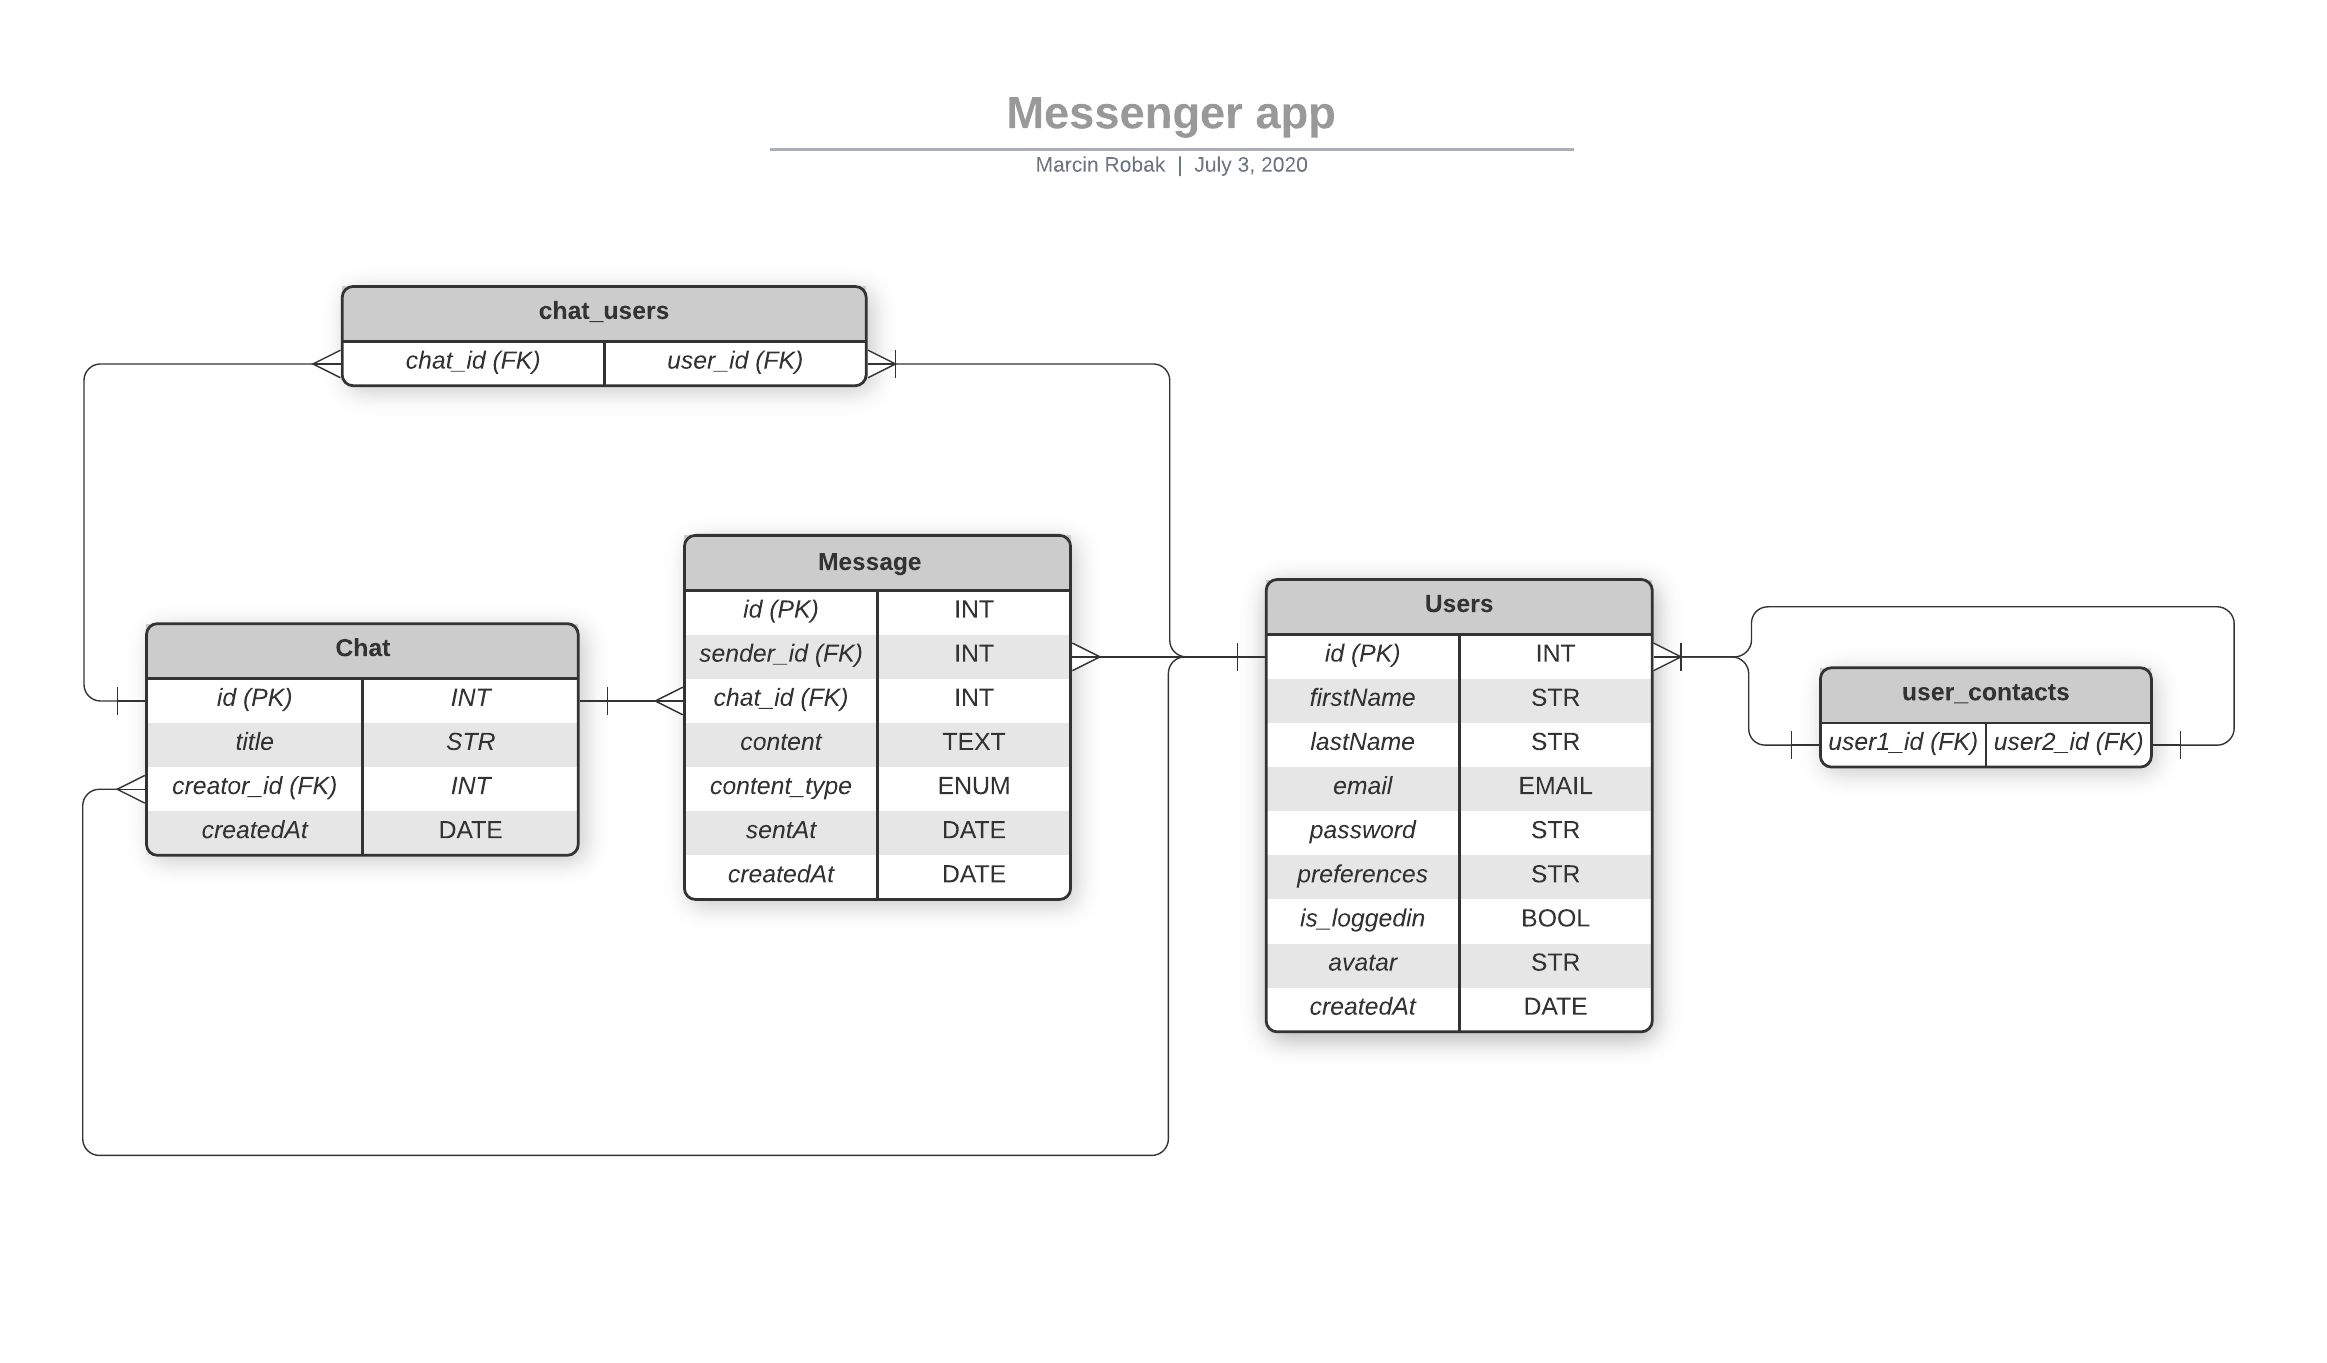 Messenger app
Marcin Robak | July 3, 2020
chat_users
chat_id (FK) user_id (FK)
Chat
id (PK) INT
title STR
creator_id (FK) INT
createdAt DATE
Message
id (PK) INT
sender_id (FK) INT
chat_id (FK) INT
content TEXT
content_type ENUM
sentAt DATE
createdAt DATE
Users
id (PK) INT
firstName STR
lastName STR
email EMAIL
password STR
preferences STR
is_loggedin BOOL
avatar STR
createdAt DATE
user_contacts
user1_id (FK) user2_id (FK)